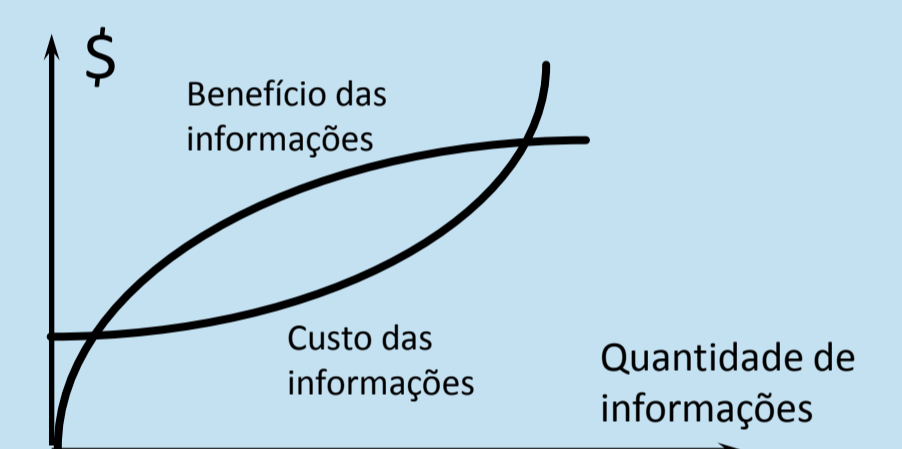 $
Benefício das
informações
Custo das
informações
Quantidade de
informações